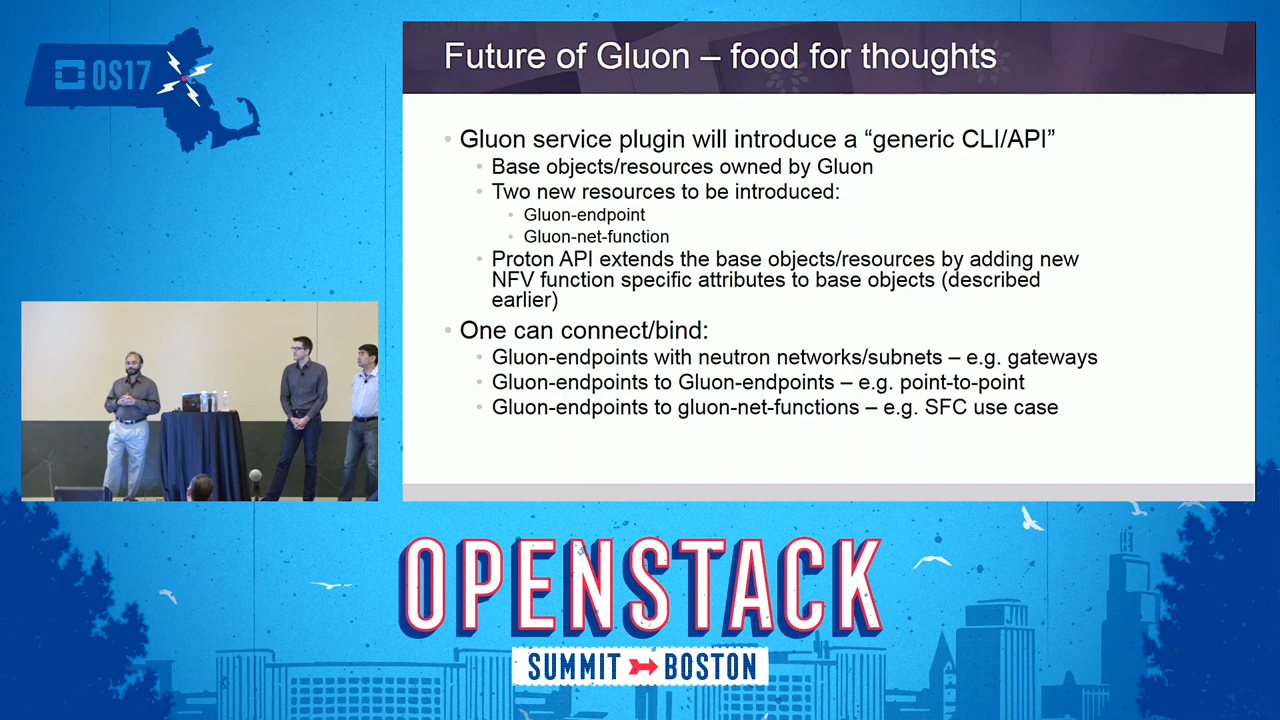 OS17
Future of Gluon – food for thoughts
Gluon service plugin will introduce a “generic CLI/API”
Base objects/resources owned by Gluon
Two new resources to be introduced:
Gluon-endpoint
Gluon-net-function
Proton API extends the base objects/resources by adding new
NFV function specific attributes to base objects (described
earlier)
One can connect/bind:
Gluon-endpoints with neutron networks/subnets – e.g. gateways
Gluon-endpoints to Gluon-endpoints – e.g. point-to-point
Gluon-endpoints to gluon-net-functions – e.g. SFC use case
OPENSTACK
SUMMIT BOSTON